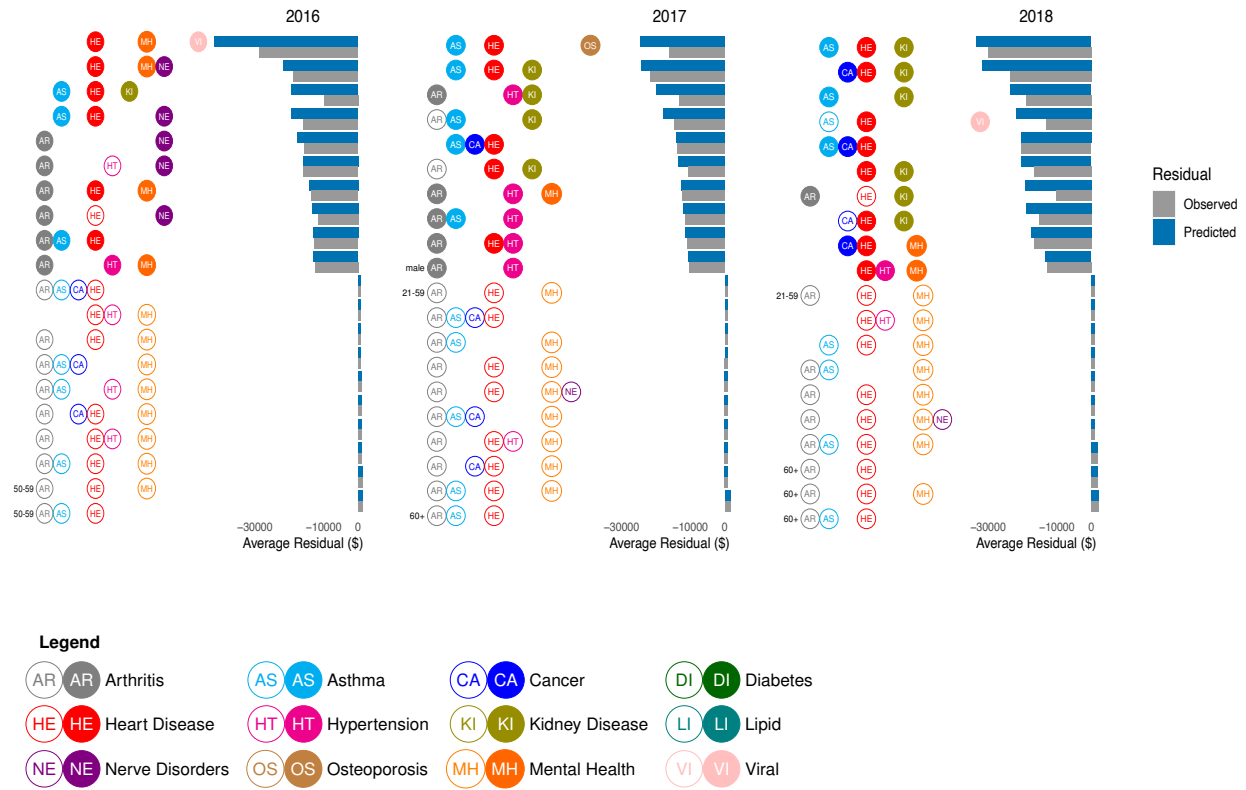 2016
HE MH VI
HE MH NE
AS HE KI
AS HE NE
AR NE
AR HT NE
AR HE MH
AR HE NE
AR AS HE
AR HT MH
AR AS CA HE
HE HT MH
AR HE MH
AR AS CA MH
AR AS HT MH
AR CA HE MH
AR HE HT MH
AR AS HE MH
50-59 AR HE MH
50-59 AR AS HE
−30000 −10000 0
Average Residual ($)
2017
AS HE OS
AS HE KI
AR HT KI
AR AS KI
AS CA HE
AR HE KI
AR HT MH
AR AS HT
AR HE HT
male AR HT
21-59 AR HE MH
AR AS CA HE
AR AS MH
AR HE MH
AR HE MH NE
AR AS CA MH
AR HE HT MH
AR CA HE MH
AR AS HE MH
60+ AR AS HE
−30000 −10000 0
Average Residual ($)
2018
AS HE KI
CA HE KI
AS KI
AS HE VI
AS CA HE
HE KI
AR HE KI
CA HE KI
CA HE MH
HE HT MH
21-59 AR HE MH
HE HT MH
AS HE MH
AR AS MH
AR HE MH
AR HE MH NE
AR AS HE MH
60+ AR HE
60+ AR HE MH
60+ AR AS HE
−30000 −10000 0
Average Residual ($)
Residual
Observed
Predicted
Legend
AR AR Arthritis AS AS Asthma CA CA Cancer DI DI Diabetes
HE HE Heart Disease HT HT Hypertension KI KI Kidney Disease LI LI Lipid
NE NE Nerve Disorders OS OS Osteoporosis MH MH Mental Health VI VI Viral